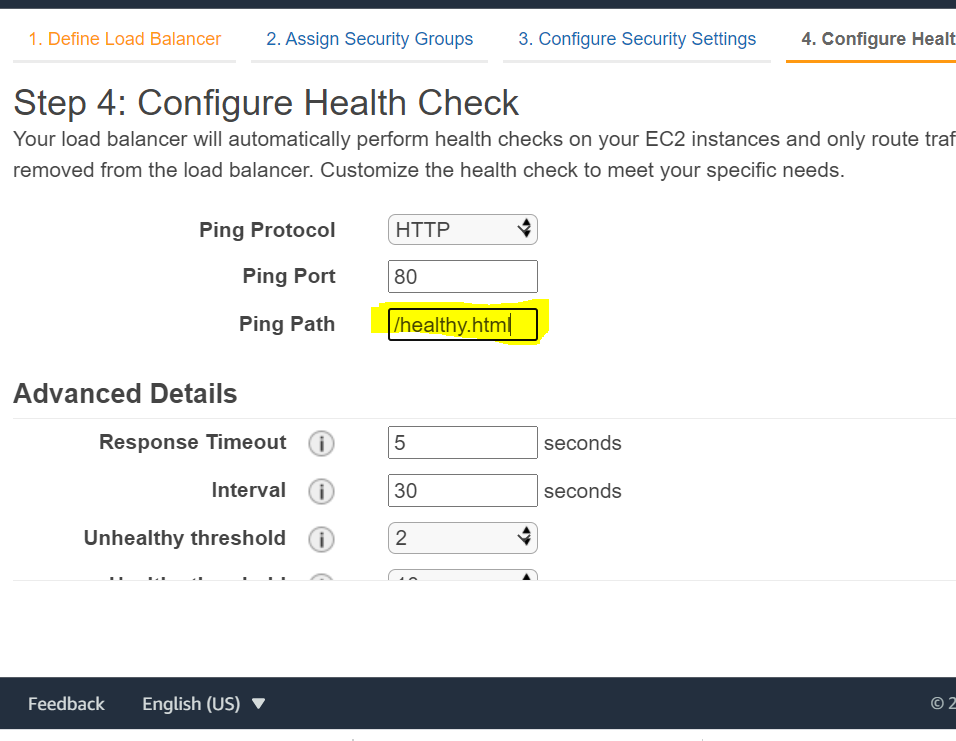 1. Define Load Balancer 2. Assign Security Groups 3. Configure Security Settings 4. Configure Healt
Step 4: Configure Health Check
Your load balancer will automatically perform health checks on your EC2 instances and only route traf
removed from the load balancer. Customize the health check to meet your specific needs.
Ping Protocol HTTP
Ping Port 80
Ping Path /healthy.html
Advanced Details
Response Timeout i 5 seconds
Interval i 30 seconds
Unhealthy threshold i 2
Feedback English (US) © 2